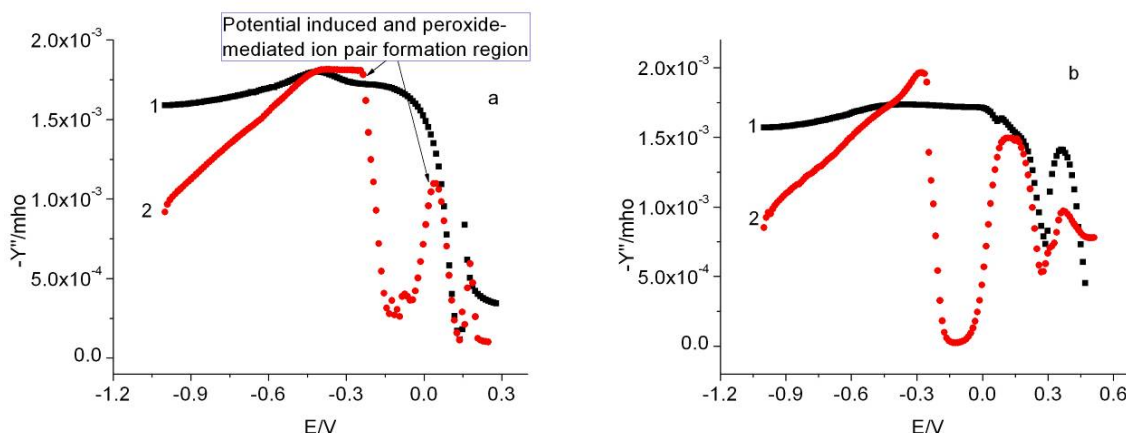 Potential induced and peroxide-
mediated ion pair formation region
2.0x10⁻³
1.5x10⁻³
1.0x10⁻³
5.0x10⁻⁴
0.0
-Y"/mho
1
2
a
-1.2 -0.9 -0.6 -0.3 0.0 0.3
E/V
2.0x10⁻³
1.5x10⁻³
1.0x10⁻³
5.0x10⁻⁴
0.0
-Y"/mho
1
2
b
-1.2 -0.9 -0.6 -0.3 0.0 0.3 0.6
E/V